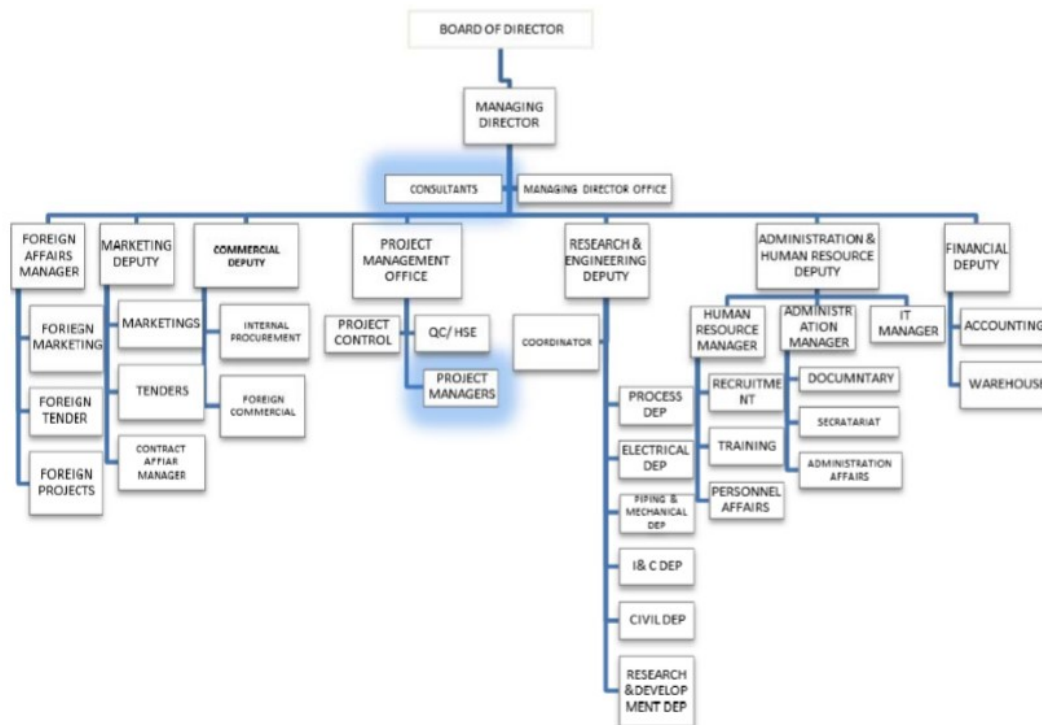 BOARD OF DIRECTOR
MANAGING
DIRECTOR
CONSULTANTS
MANAGING DIRECTOR OFFICE
FOREIGN
AFFAIRS
MANAGER
MARKETING
DEPUTY
COMMERCIAL
DEPUTY
PROJECT
MANAGEMENT
OFFICE
RESEARCH &
ENGINEERING
DEPUTY
ADMINISTRATION &
HUMAN RESOURCE
DEPUTY
FINANCIAL
DEPUTY
FORIEGN
MARKETING
FOREIGN
TENDER
FOREIGN
PROJECTS
MARKETINGS
TENDERS
CONTRACT
AFFIAR
MANAGER
INTERNAL
PROCUREMENT
FOREIGN
COMMERCIAL
PROJECT
CONTROL
QC/ HSE
PROJECT
MANAGERS
COORDINATOR
PROCESS
DEP
ELECTRICAL
DEP
PIPING &
MECHANICAL
DEP
I& C DEP
CIVIL DEP
RESEARCH
&DEVELOP
MENT DEP
HUMAN
RESOURCE
MANAGER
RECRUITME
NT
TRAINING
PERSONNEL
AFFAIRS
ADMINISTR
ATION
MANAGER
DOCUMNTARY
SECRATARIAT
ADMINISTRATION
AFFAIRS
IT
MANAGER
ACCOUNTING
WAREHOUSE